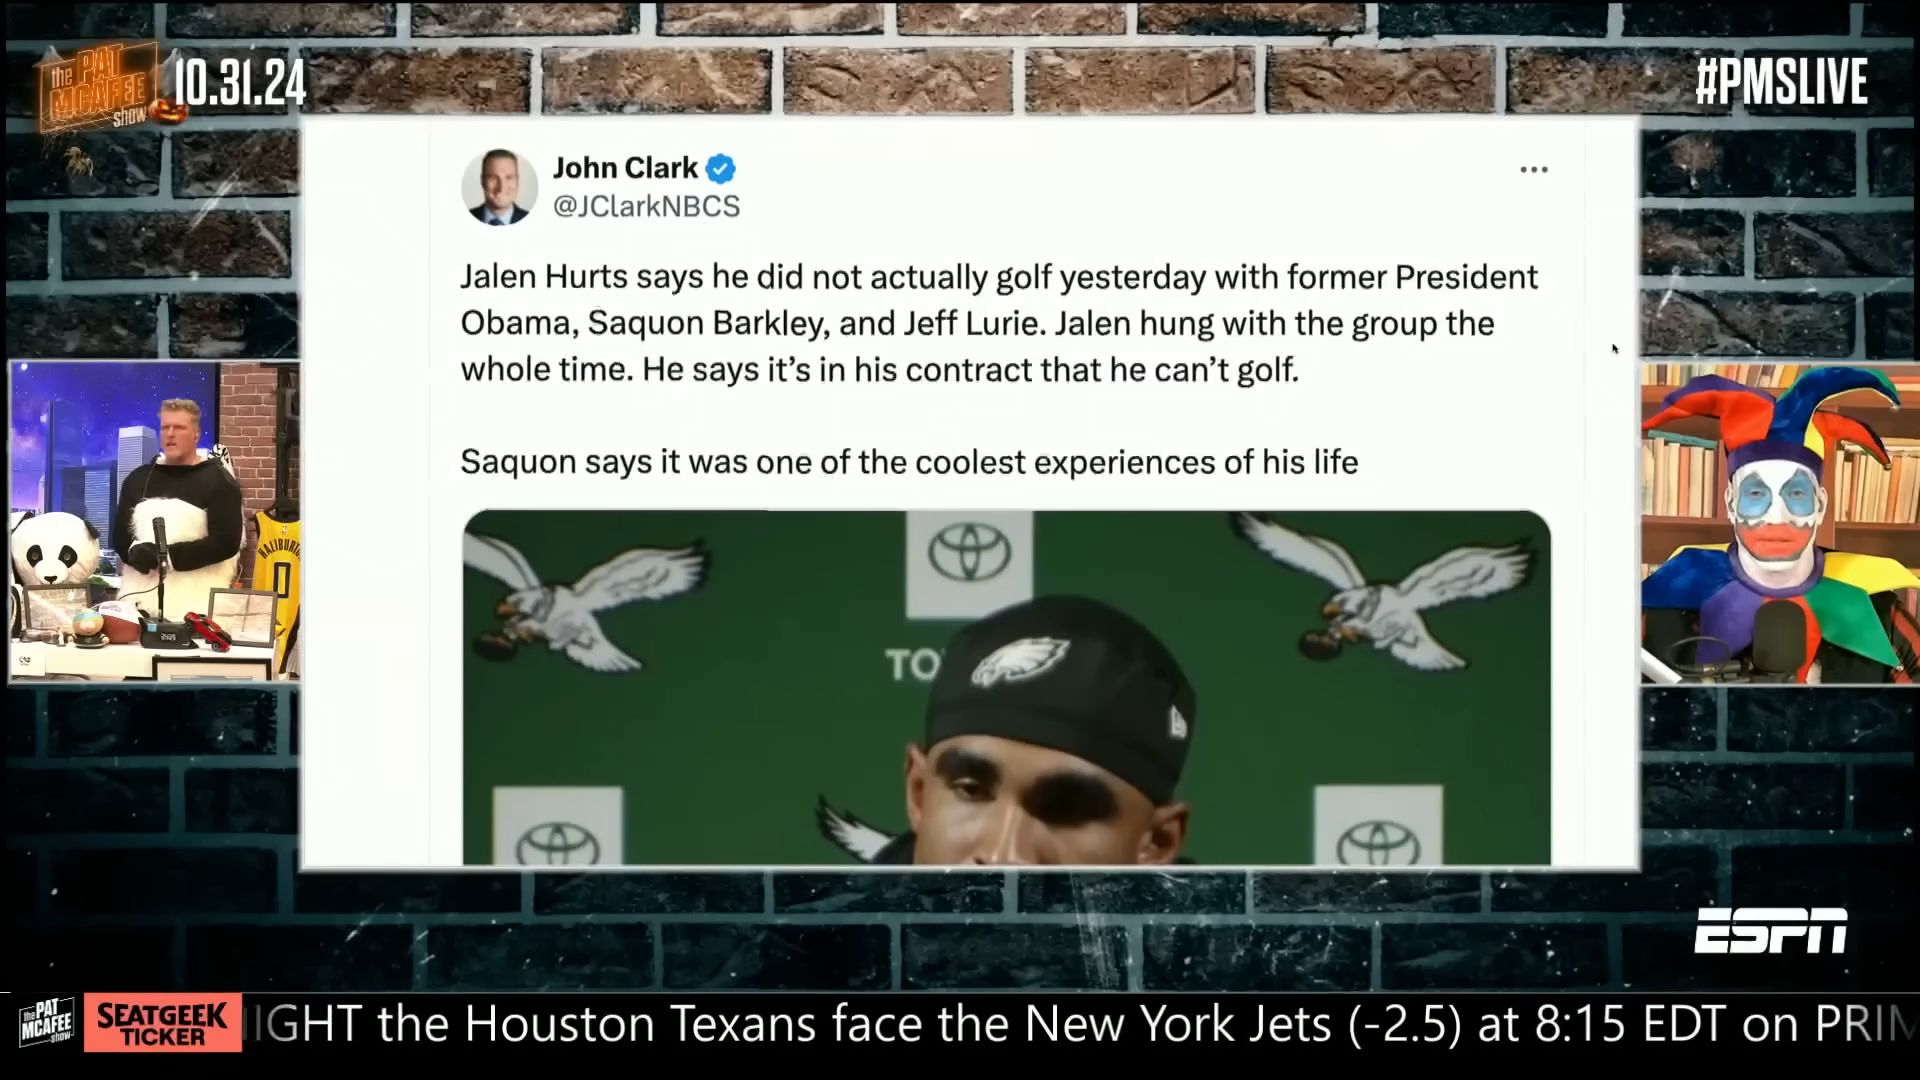 the PAT MCAFEE show
10.31.24
#PMSLIVE
John Clark
@JClarkNBCS
Jalen Hurts says he did not actually golf yesterday with former President
Obama, Saquon Barkley, and Jeff Lurie. Jalen hung with the group the
whole time. He says it’s in his contract that he can’t golf.
Saquon says it was one of the coolest experiences of his life
TO
HALIBURTO
0
ESPN
the PAT MCAFEE show
SEATGEEK
TICKER
IGHT the Houston Texans face the New York Jets (-2.5) at 8:15 EDT on PRIM